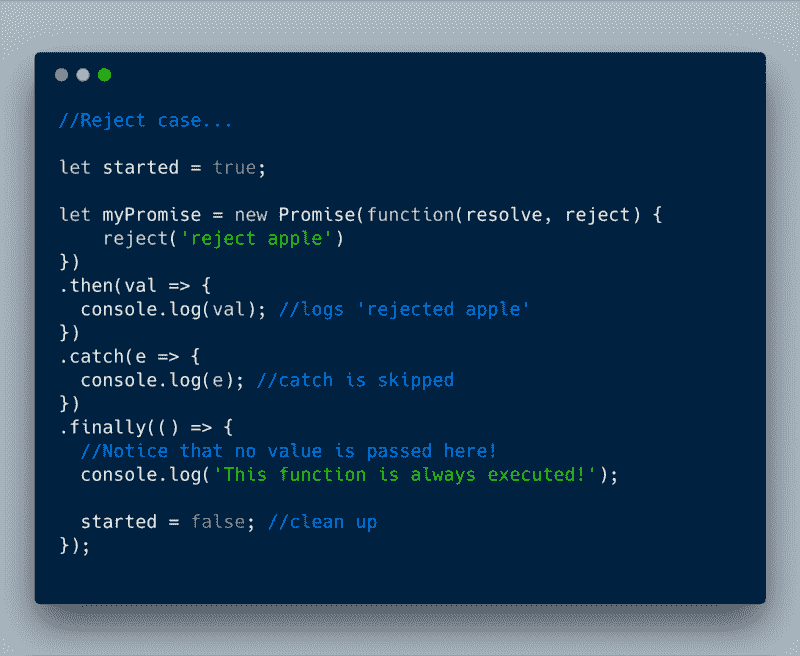 //Reject case...
let started = true;
let myPromise = new Promise(function(resolve, reject) {
    reject('reject apple')
})
.then(val => {
  console.log(val); //logs 'rejected apple'
})
.catch(e => {
  console.log(e); //catch is skipped
})
.finally(() => {
  //Notice that no value is passed here!
  console.log('This function is always executed!');
  started = false; //clean up
});